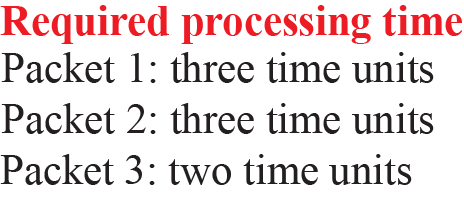 Required processing time
Packet 1: three time units
Packet 2: three time units
Packet 3: two time units